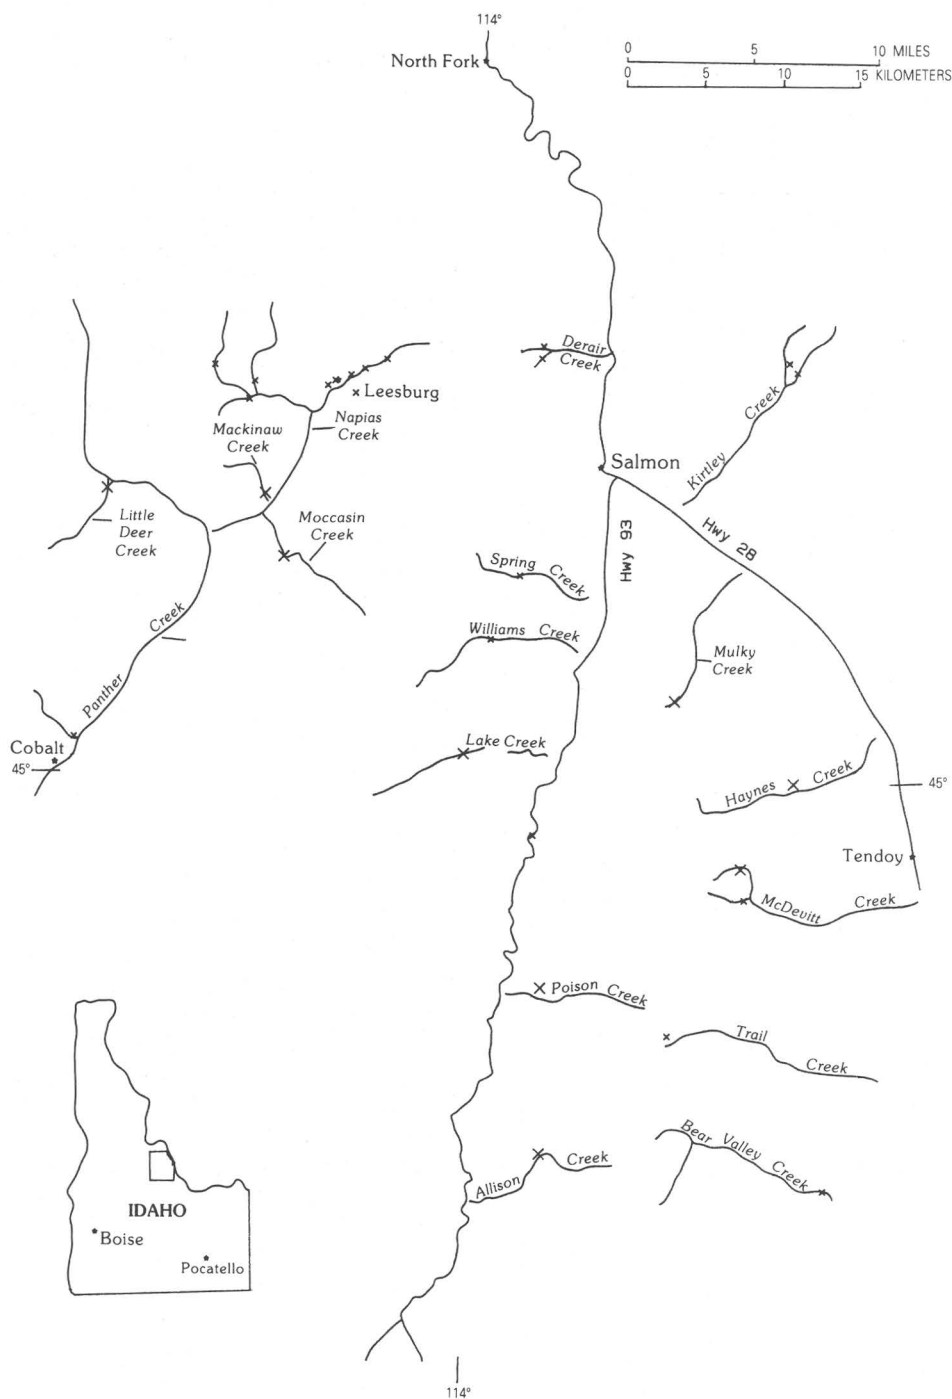 114°
North Fork
0 5 10 MILES
0 5 10 15 KILOMETERS
Derair
Creek
Leesburg
Mackinaw
Creek
Napias
Creek
Kirtley Creek
Salmon
Little
Deer
Creek
Moccasin
Creek
Hwy 93
Hwy 28
Spring Creek
Williams Creek
Mulky
Creek
Panther Creek
Cobalt
45°
Lake Creek
Haynes Creek
45°
Tendoy
McDevitt Creek
Poison Creek
Trail
Creek
Bear Valley
Creek
Allison Creek
IDAHO
Boise
Pocatello
114°